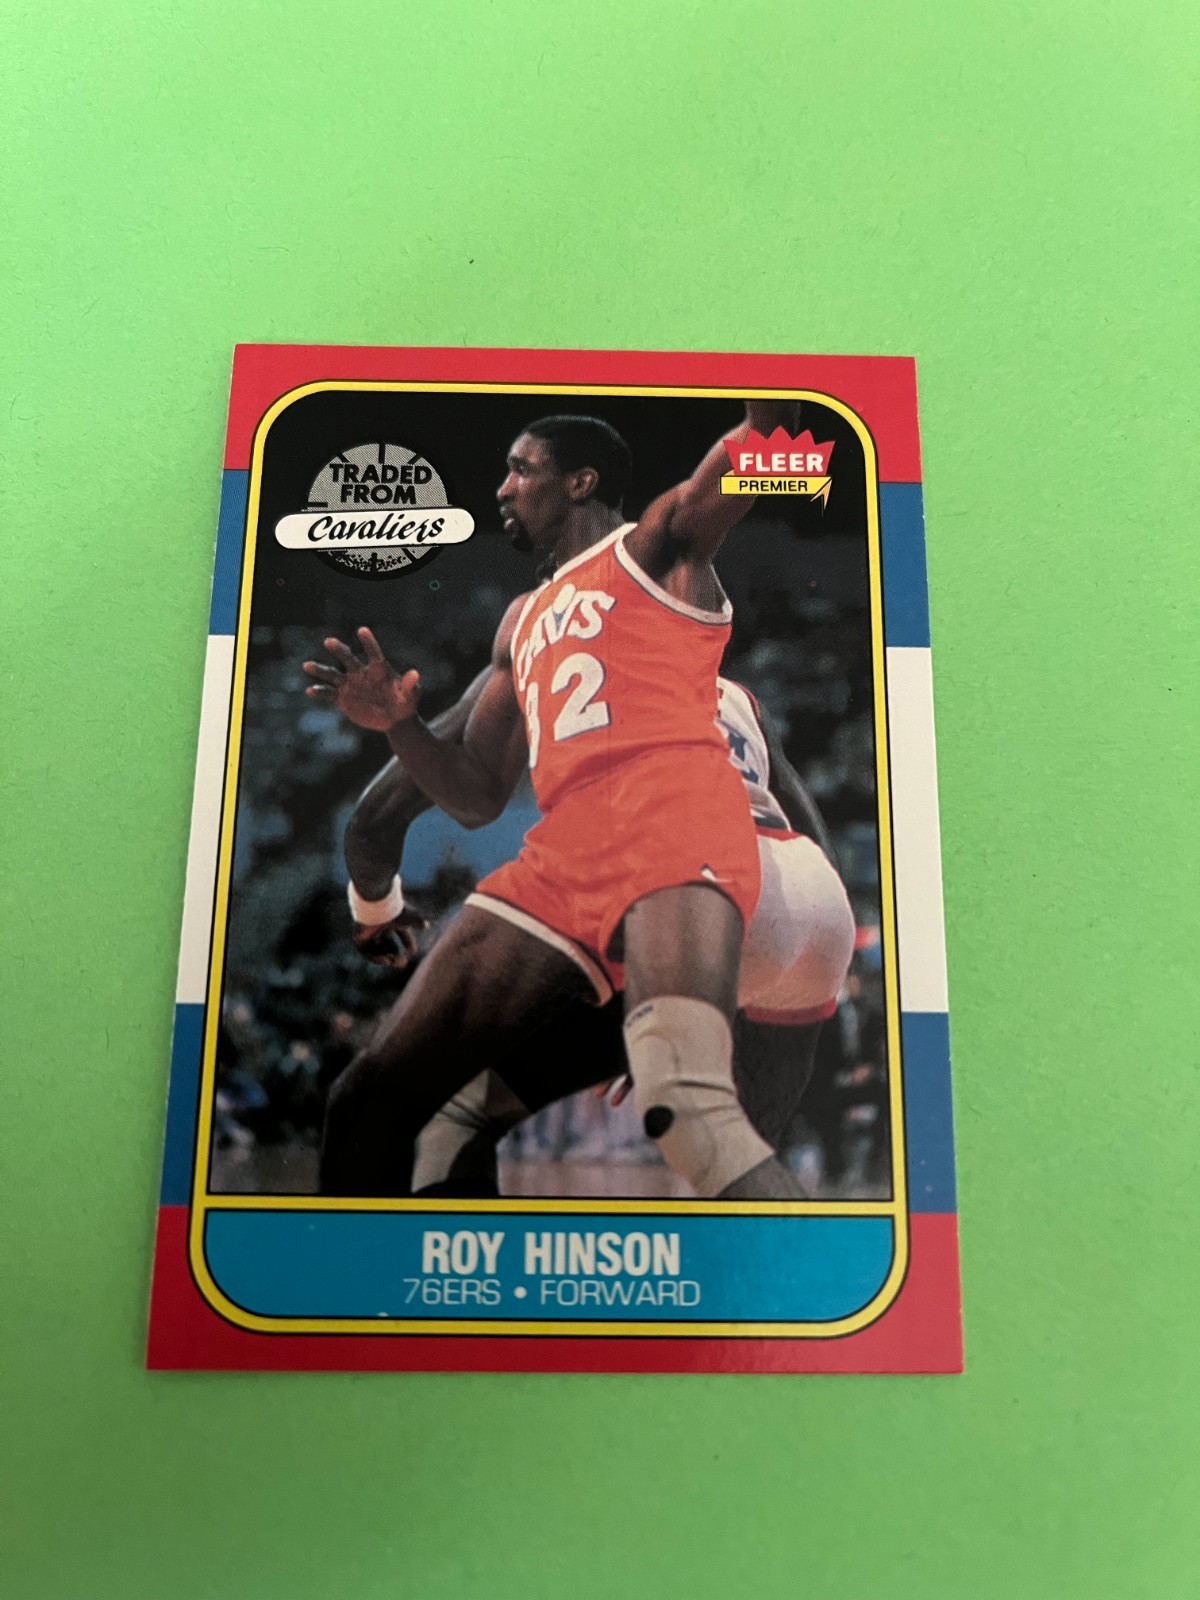 TRADED
FROM
Cavaliers
FLEER
PREMIER
CAVS
32
ROY HINSON
76ERS • FORWARD